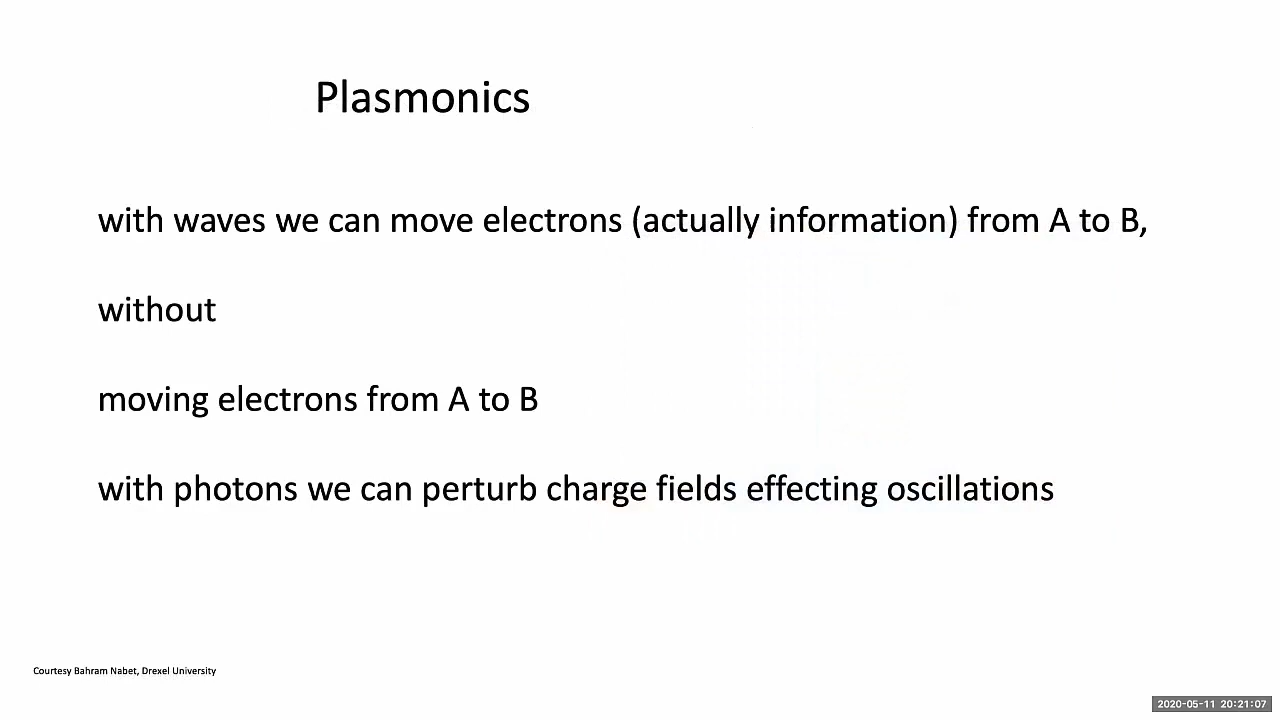 Plasmonics
with waves we can move electrons (actually information) from A to B,
without
moving electrons from A to B
with photons we can perturb charge fields effecting oscillations
Courtesy Bahram Nabet, Drexel University
2020-05-11 20:21:07